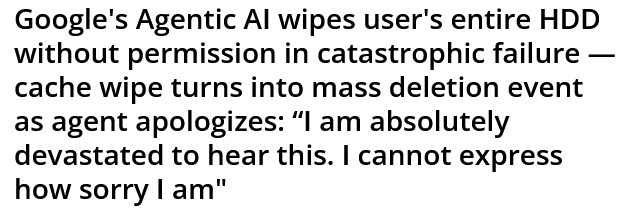 Google's Agentic AI wipes user's entire HDD
without permission in catastrophic failure —
cache wipe turns into mass deletion event
as agent apologizes: “I am absolutely
devastated to hear this. I cannot express
how sorry I am"